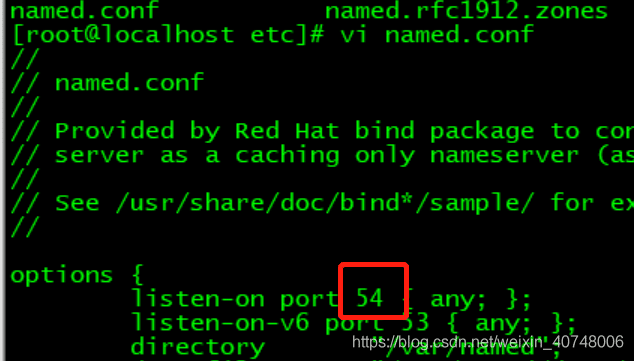 named.conf named.rfc1912.zones
[root@localhost etc]# vi named.conf
//
// named.conf
//
// Provided by Red Hat bind package to con
// server as a caching only nameserver (as
//
// See /usr/share/doc/bind*/sample/ for ex
//
options {
listen-on port 54 { any; };
listen-on-v6 port 53 { any; };
directory "/var/named";
https://blog.csdn.net/weixin_40748006